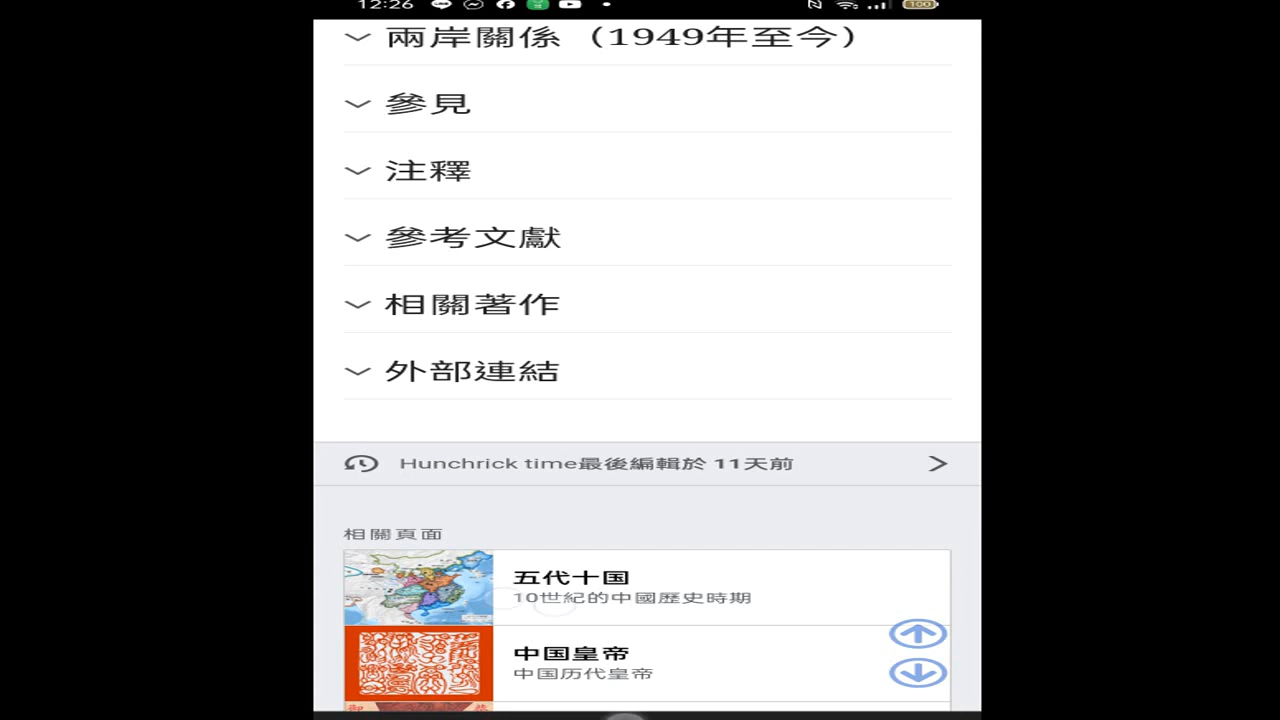 12:26
100
兩岸關係（1949年至今）
參見
注釋
參考文獻
相關著作
外部連結
Hunchrick time最後編輯於 11天前
相關頁面
五代十国
10世紀的中國歷史時期
中国皇帝
中国历代皇帝